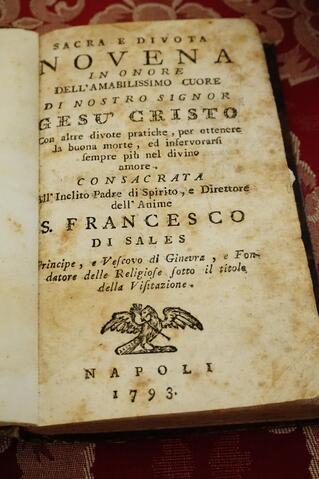 SACRA E DIVOTA
NOVENA
IN ONORE
DELL'AMABILISSIMO CUORE
DI NOSTRO SIGNOR
GESU' CRISTO
Con altre divote pratiche, per ottenere
la buona morte, ed infervorarsi
sempre più nel divino
amore.
CONSACRATA
All'Inclito Padre di Spirito, e Direttore
dell'Anime
S. FRANCESCO
DI SALES
Principe, e Vescovo di Ginevra, e Fon-
datore delle Religiose sotto il titolo
della Visitazione.
NAPOLI
1793.